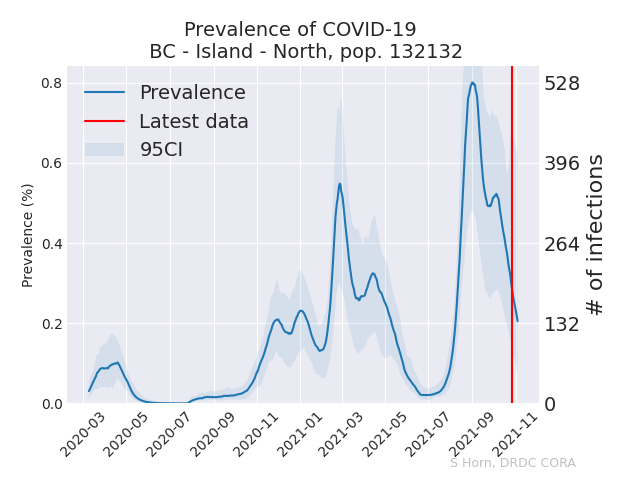 Prevalence of COVID-19
BC - Island - North, pop. 132132
Prevalence
Latest data
95CI
Prevalence (%)
0.8
0.6
0.4
0.2
0.0
528
396
264
132
0
# of infections
2020-03
2020-05
2020-07
2020-09
2020-11
2021-01
2021-03
2021-05
2021-07
2021-09
2021-11
S Horn, DRDC CORA